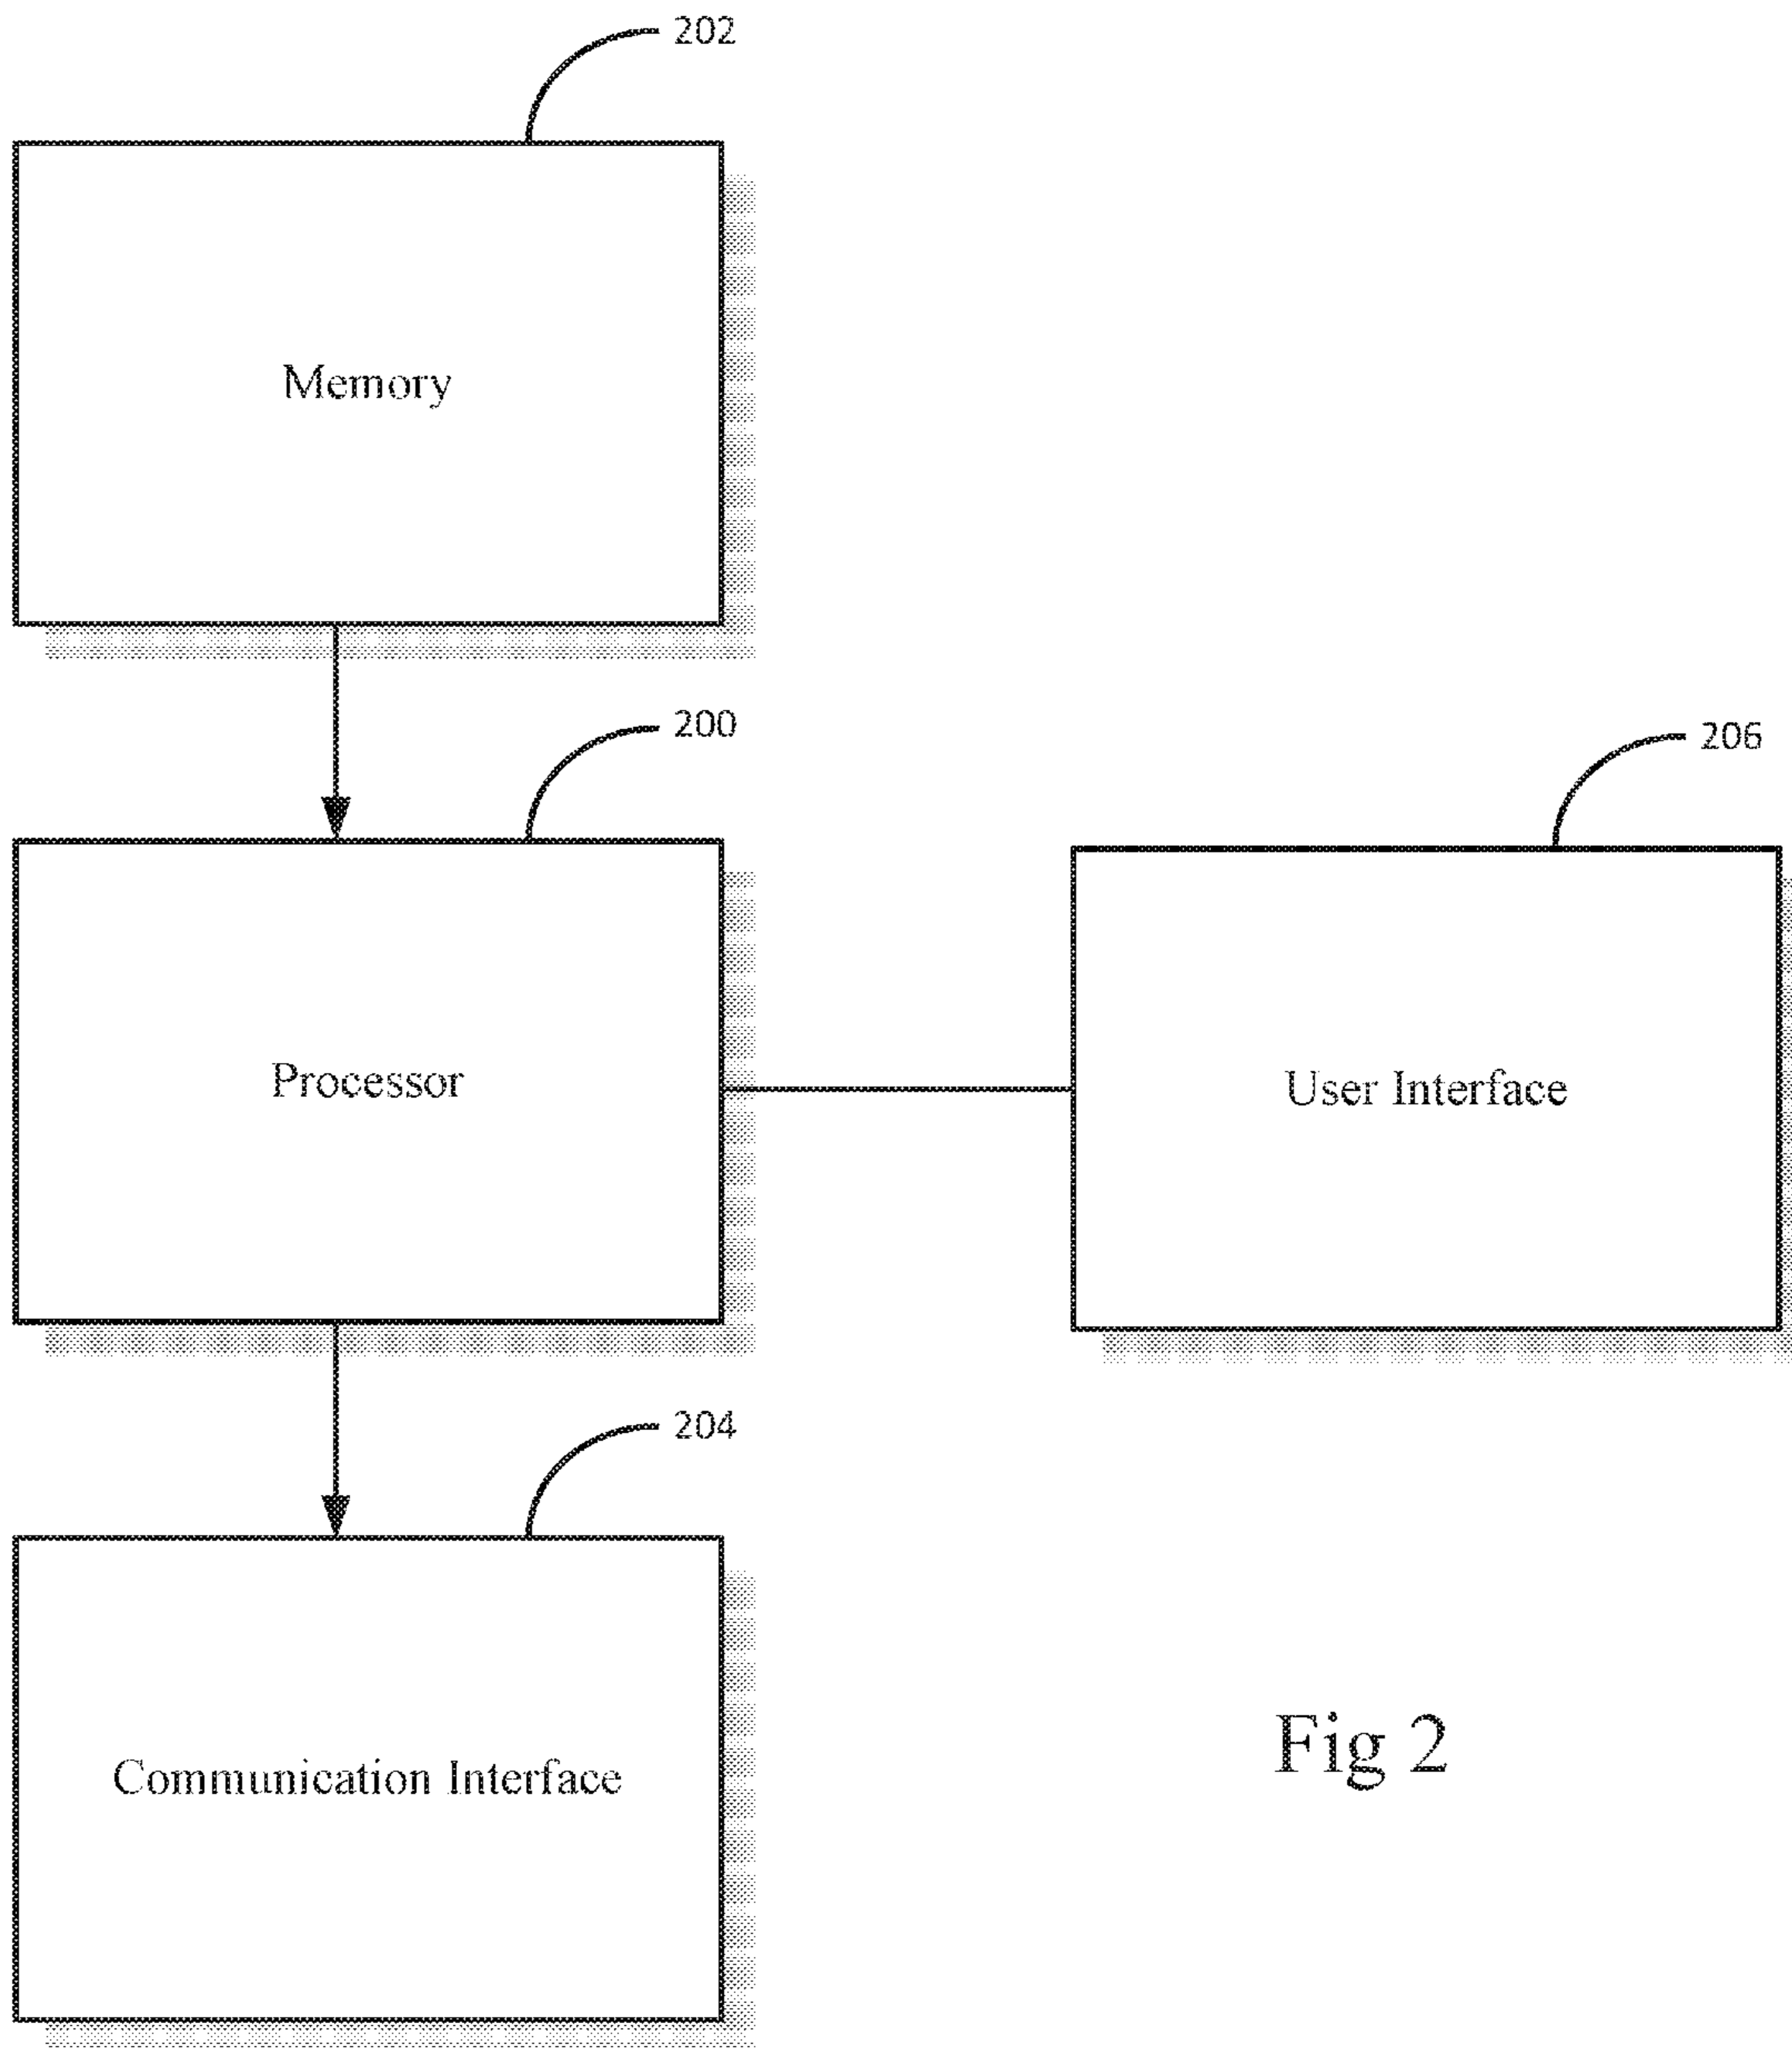 202
Memory
200
206
Processor
User Interface
204
Communication Interface
Fig 2